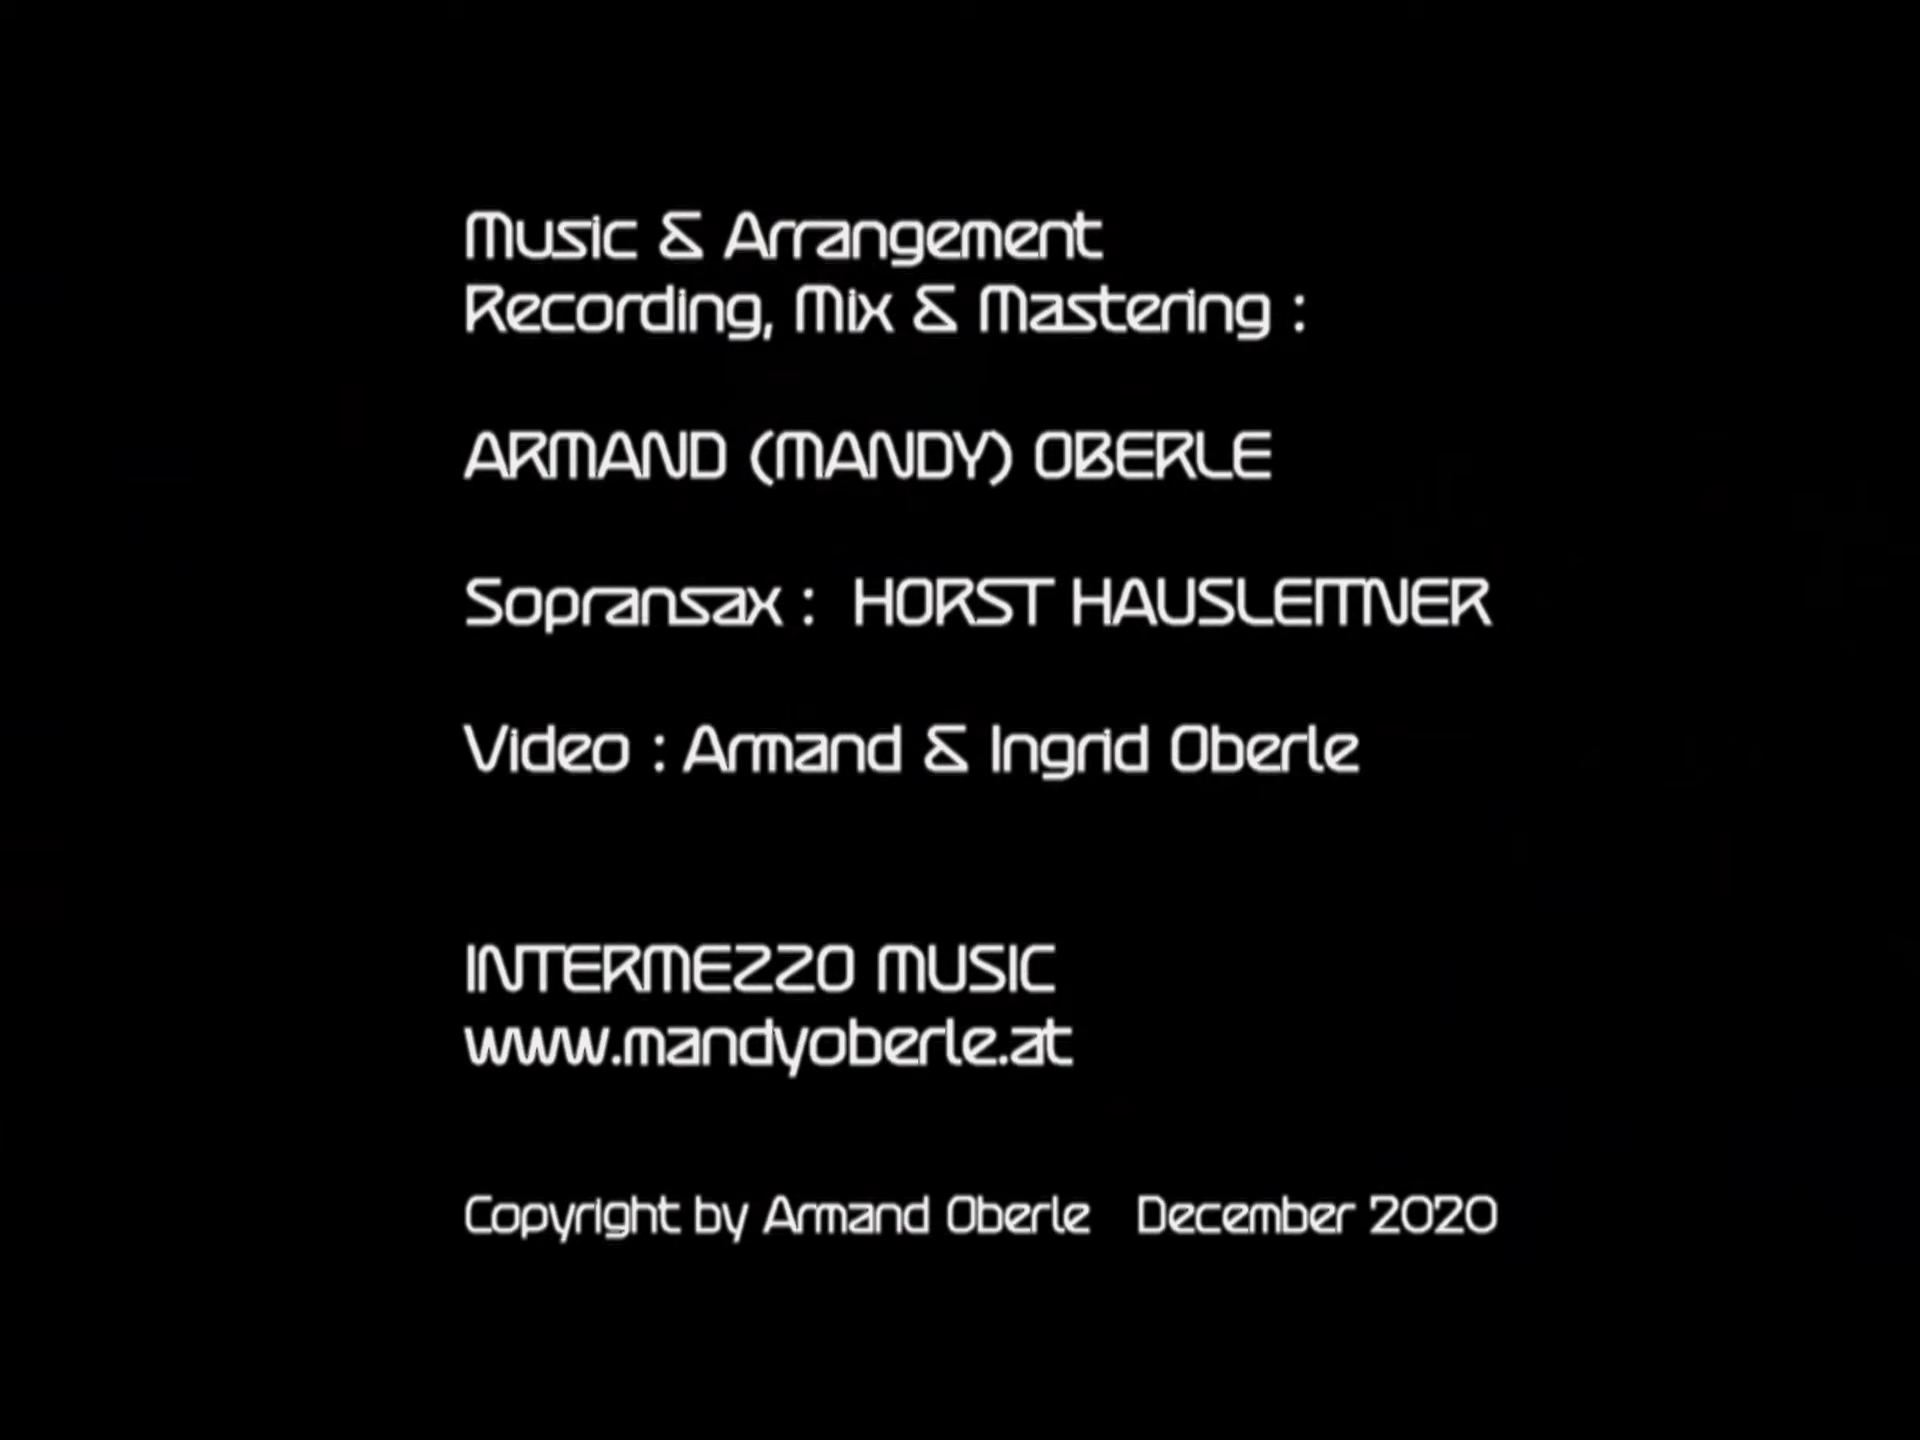 Music & Arrangement
Recording, Mix & Mastering :
ARMAND (MANDY) OBERLE
Sopransax : HORST HAUSLEITNER
Video : Armand & Ingrid Oberle
INTERMEZZO MUSIC
www.mandyoberle.at
Copyright by Armand Oberle December 2020